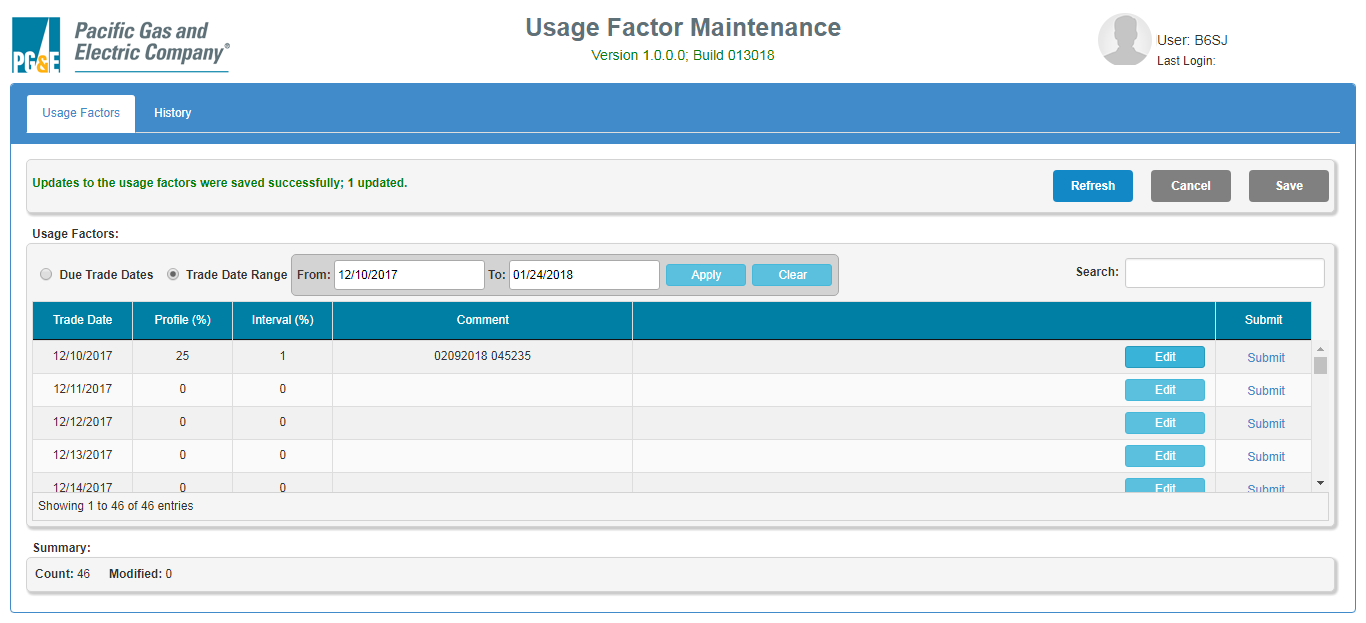 PG&E
Pacific Gas and
Electric Company®
Usage Factor Maintenance
Version 1.0.0.0; Build 013018
User: B6SJ
Last Login:
Usage Factors History
Updates to the usage factors were saved successfully; 1 updated. Refresh Cancel Save
Usage Factors:
Due Trade Dates Trade Date Range From: 12/10/2017 To: 01/24/2018 Apply Clear Search:
Trade Date Profile (%) Interval (%) Comment Submit
12/10/2017 25 1 02092018 045235 Edit Submit
12/11/2017 0 0 Edit Submit
12/12/2017 0 0 Edit Submit
12/13/2017 0 0 Edit Submit
12/14/2017 0 0 Edit Submit
Showing 1 to 46 of 46 entries
Summary:
Count: 46 Modified: 0